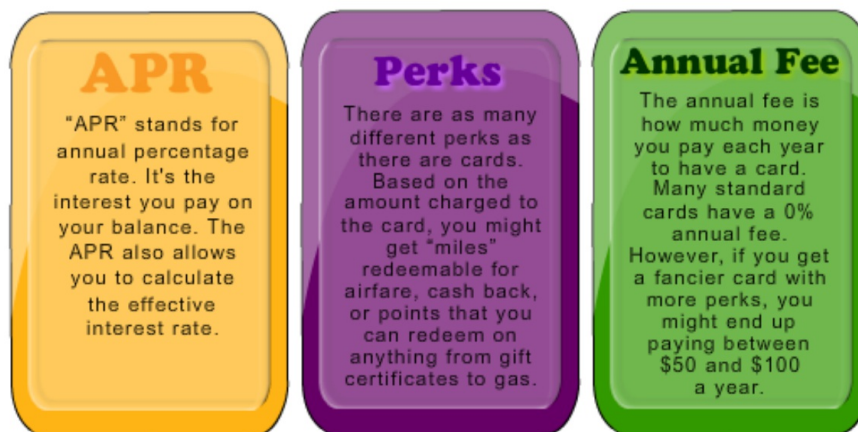 APR
“APR” stands for
annual percentage
rate. It's the
interest you pay on
your balance. The
APR also allows
you to calculate
the effective
interest rate.
Perks
There are as many
different perks as
there are cards.
Based on the
amount charged to
the card, you might
get “miles”
redeemable for
airfare, cash back,
or points that you
can redeem on
anything from gift
certificates to gas.
Annual Fee
The annual fee is
how much money
you pay each year
to have a card.
Many standard
cards have a 0%
annual fee.
However, if you get
a fancier card with
more perks, you
might end up
paying between
$50 and $100
a year.